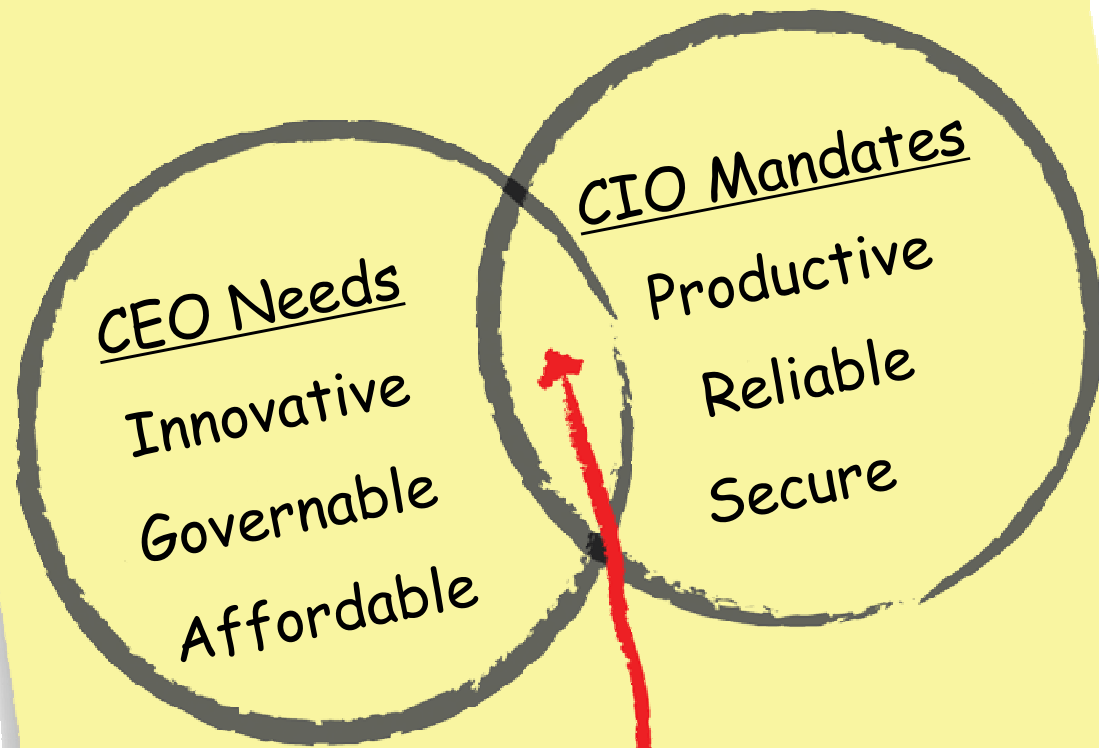 CEO Needs
Innovative
Governable
Affordable
CIO Mandates
Productive
Reliable
Secure